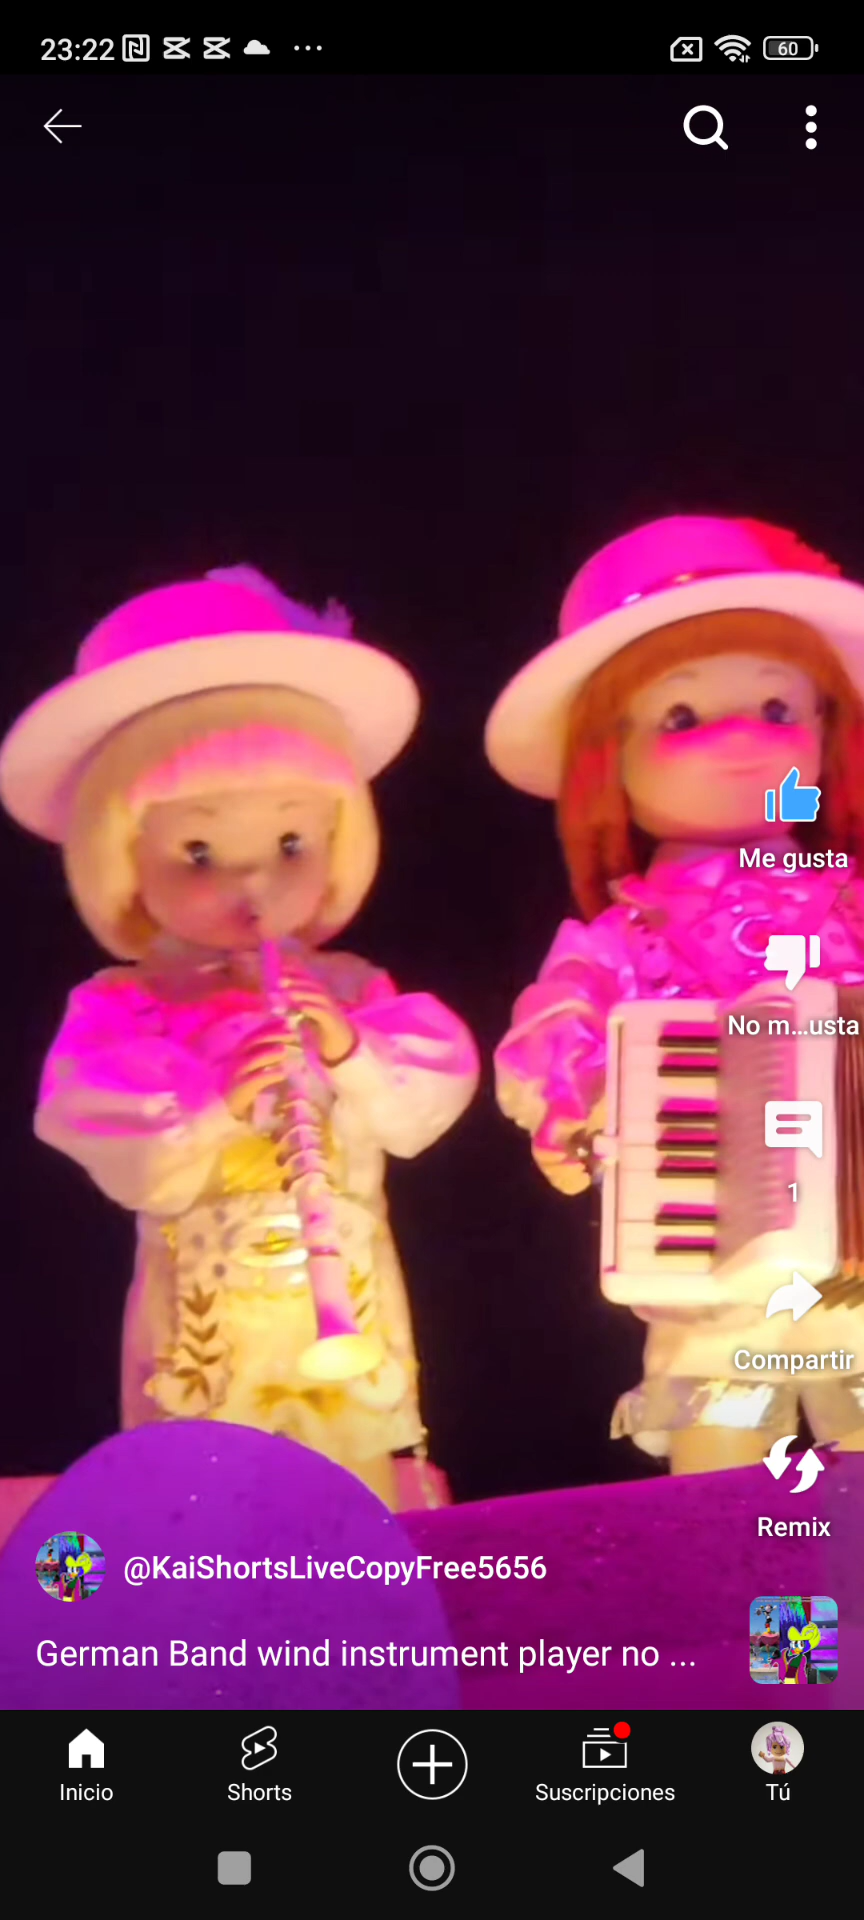 23:22
60
Me gusta
No m...usta
1
Compartir
Remix
@KaiShortsLiveCopyFree5656
German Band wind instrument player no ...
Inicio
Shorts
Suscripciones
Tú